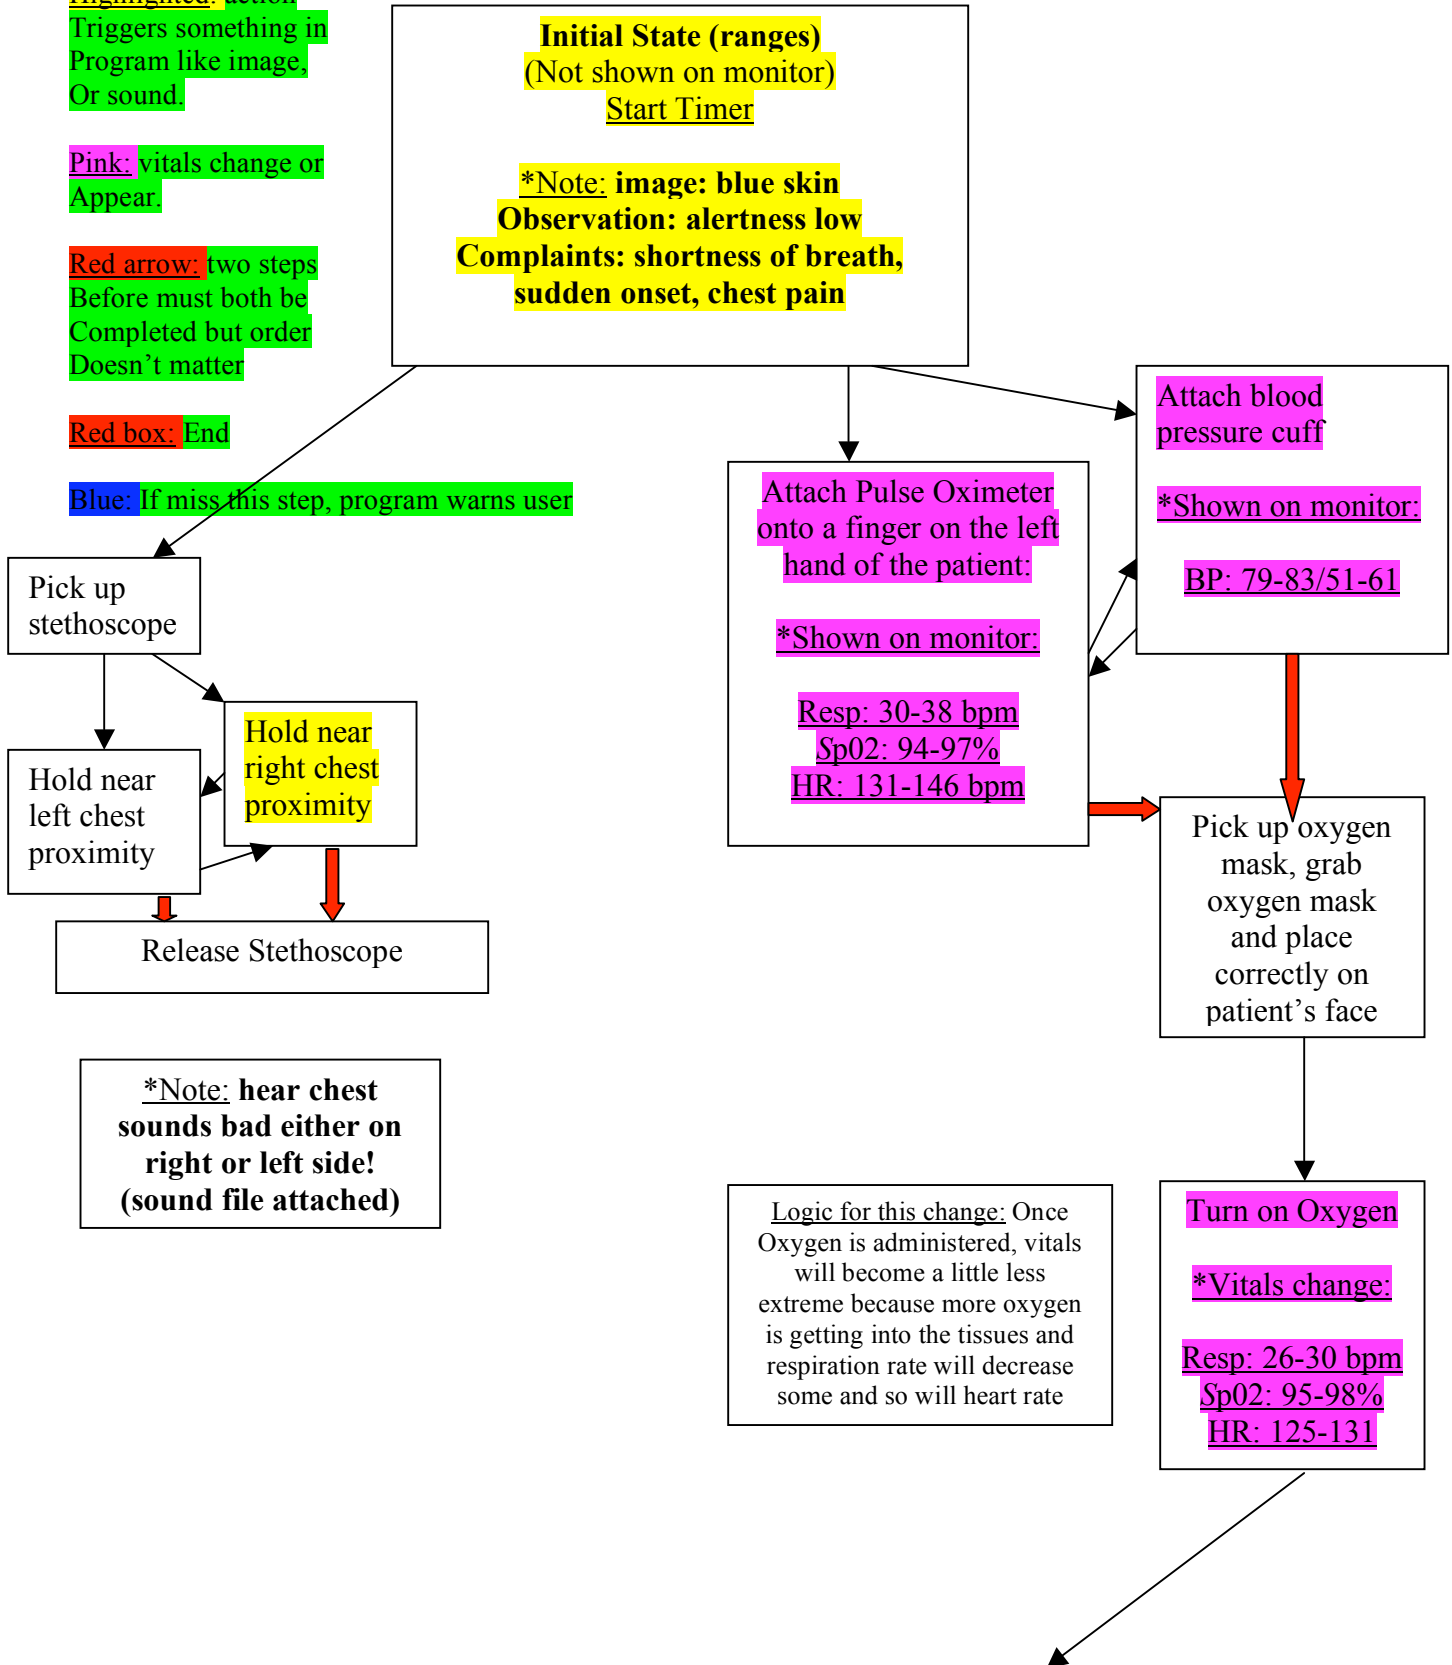 Highlighted: action
Triggers something in
Program like image,
Or sound.
Pink: vitals change or
Appear.
Red arrow: two steps
Before must both be
Completed but order
Doesn’t matter
Red box: End
Blue: If miss this step, program warns user
Initial State (ranges)
(Not shown on monitor)
Start Timer
*Note: image: blue skin
Observation: alertness low
Complaints: shortness of breath,
sudden onset, chest pain
Pick up
stethoscope
Hold near
left chest
proximity
Hold near
right chest
proximity
Release Stethoscope
*Note: hear chest
sounds bad either on
right or left side!
(sound file attached)
Attach Pulse Oximeter
onto a finger on the left
hand of the patient:
*Shown on monitor:
Resp: 30-38 bpm
Sp02: 94-97%
HR: 131-146 bpm
Attach blood
pressure cuff
*Shown on monitor:
BP: 79-83/51-61
Pick up oxygen
mask, grab
oxygen mask
and place
correctly on
patient’s face
Logic for this change: Once
Oxygen is administered, vitals
will become a little less
extreme because more oxygen
is getting into the tissues and
respiration rate will decrease
some and so will heart rate
Turn on Oxygen
*Vitals change:
Resp: 26-30 bpm
Sp02: 95-98%
HR: 125-131